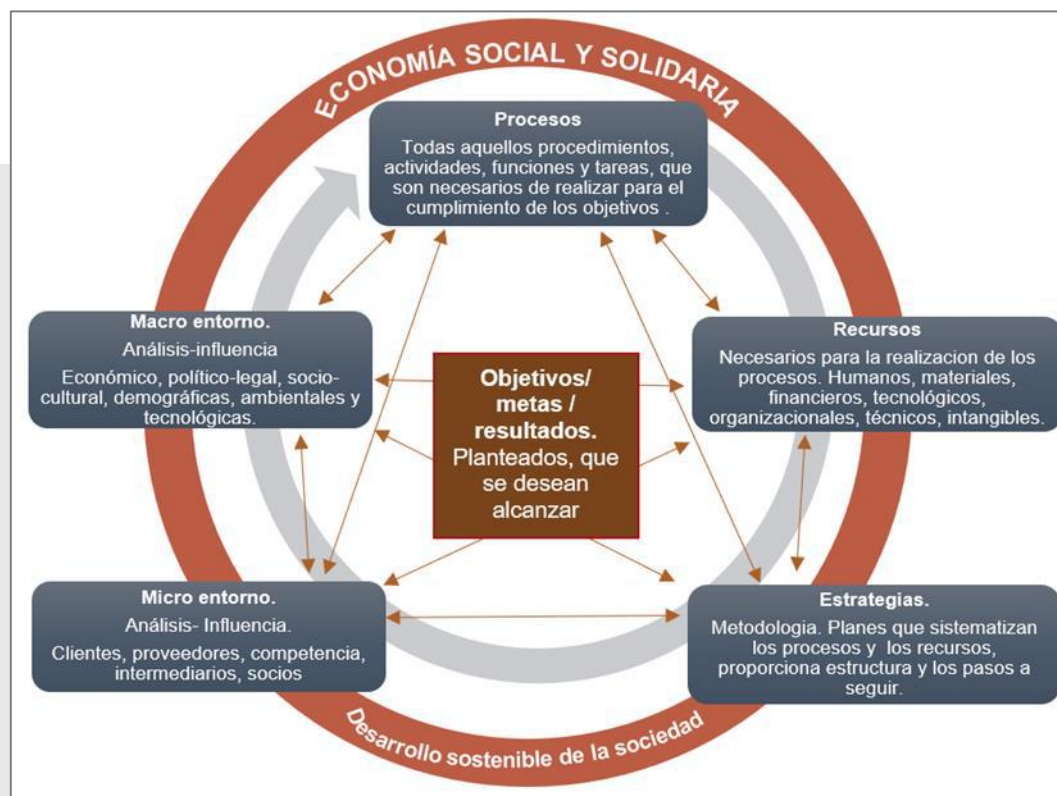 ECONOMÍA SOCIAL Y SOLIDARIA
Procesos
Todas aquellos procedimientos,
actividades, funciones y tareas, que
son necesarios de realizar para el
cumplimiento de los objetivos .
Macro entorno.
Análisis-influencia
Económico, político-legal, socio-
cultural, demográficas, ambientales y
tecnológicas.
Recursos
Necesarios para la realizacion de los
procesos. Humanos, materiales,
financieros, tecnológicos,
organizacionales, técnicos, intangibles.
Objetivos/
metas /
resultados.
Planteados, que
se desean
alcanzar
Micro entorno.
Análisis- Influencia.
Clientes, proveedores, competencia,
intermediarios, socios
Estrategias.
Metodologia. Planes que sistematizan
los procesos y los recursos,
proporciona estructura y los pasos a
seguir.
Desarrollo sostenible de la sociedad